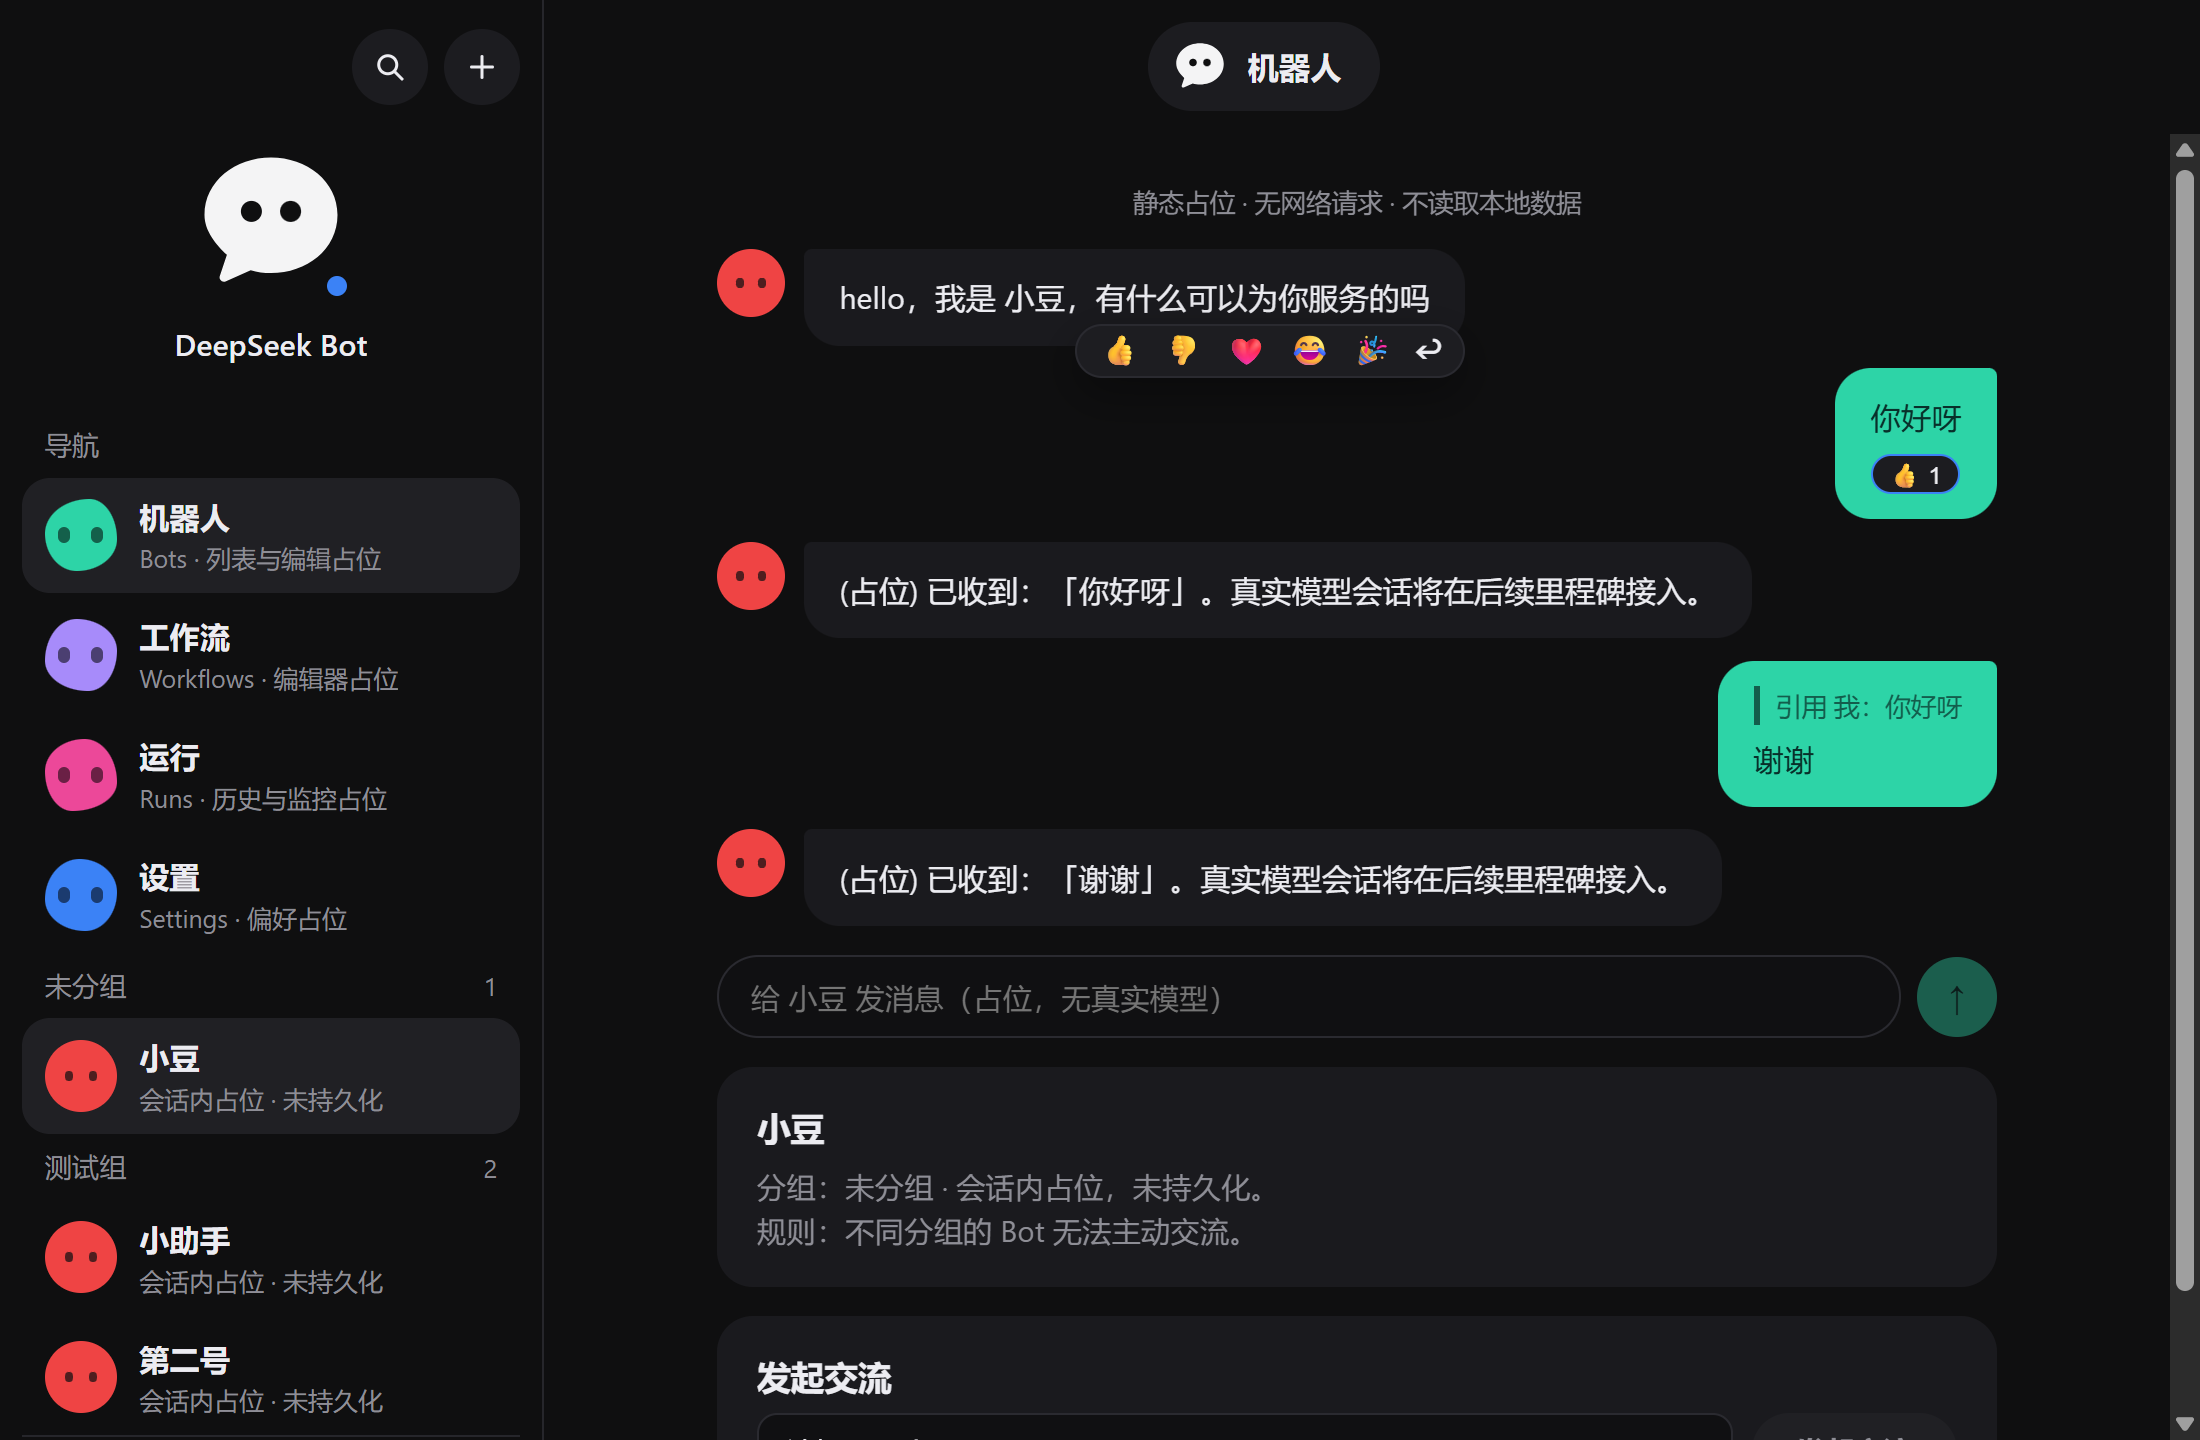 DeepSeek Bot
导航
机器人
Bots · 列表与编辑占位
工作流
Workflows · 编辑器占位
运行
Runs · 历史与监控占位
设置
Settings · 偏好占位
未分组 1
小豆
会话内占位 · 未持久化
测试组 2
小助手
会话内占位 · 未持久化
第二号
会话内占位 · 未持久化
机器人
静态占位 · 无网络请求 · 不读取本地数据
hello，我是 小豆，有什么可以为你服务的吗
👍 👎 ❤️ 😂 🎉 ↩
你好呀
👍 1
(占位) 已收到：「你好呀」。真实模型会话将在后续里程碑接入。
引用 我：你好呀
谢谢
(占位) 已收到：「谢谢」。真实模型会话将在后续里程碑接入。
给 小豆 发消息（占位，无真实模型）
↑
小豆
分组：未分组 · 会话内占位，未持久化。
规则：不同分组的 Bot 无法主动交流。
发起交流